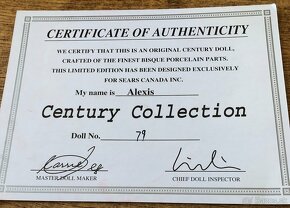 CERTIFICATE OF AUTHENTICITY
WE CERTIFY THAT THIS IS AN ORIGINAL CENTURY DOLL,
CRAFTED OF THE FINEST BISQUE PORCELAIN PARTS.
THIS LIMITED EDITION HAS BEEN DESIGNED EXCLUSIVELY
FOR SEARS CANADA INC.
My name is Alexis
Century Collection
Doll No. 79
MASTER DOLL MAKER CHIEF DOLL INSPECTOR